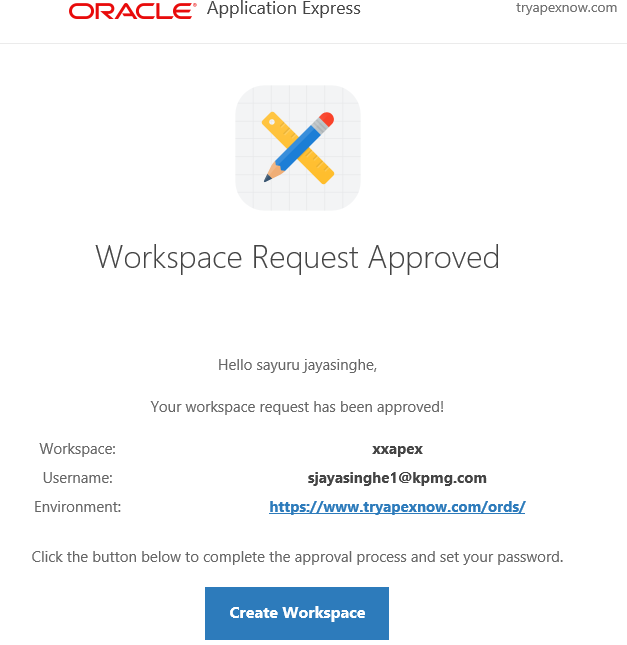 ORACLE® Application Express tryapexnow.com
Workspace Request Approved
Hello sayuru jayasinghe,
Your workspace request has been approved!
Workspace: xxapex
Username: sjayasinghe1@kpmg.com
Environment: https://www.tryapexnow.com/ords/
Click the button below to complete the approval process and set your password.
Create Workspace